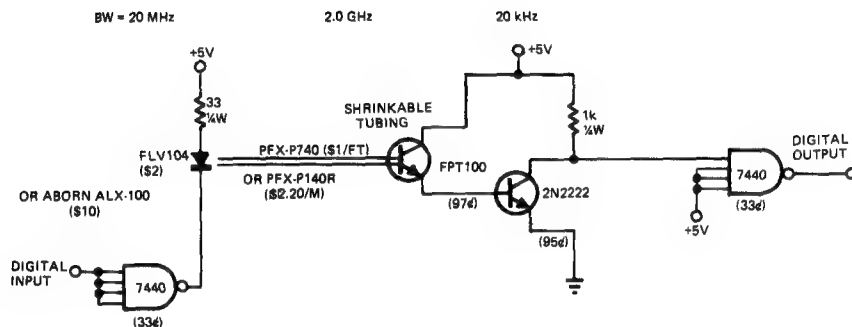 BW = 20 MHz 2.0 GHz 20 kHz
+5V
+5V
33
¼W
1k
¼W
SHRINKABLE
TUBING
FLV104
($2)
PFX-P740 ($1/FT)
OR PFX-P140R
($2.20/M)
FPT100
(97¢)
2N2222
(95¢)
OR ABORN ALX-100
($10)
DIGITAL
INPUT
7440
(33¢)
7440
(33¢)
+5V
DIGITAL
OUTPUT